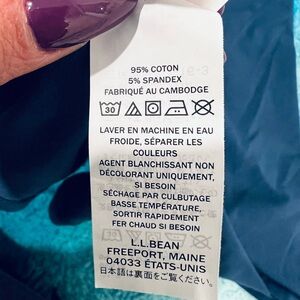 95% COTON
5% SPANDEX
FABRIQUÉ AU CAMBODGE
30
LAVER EN MACHINE EN EAU
FROIDE, SÉPARER LES
COULEURS
AGENT BLANCHISSANT NON
DÉCOLORANT UNIQUEMENT,
SI BESOIN
SÉCHAGE PAR CULBUTAGE
BASSE TEMPÉRATURE,
SORTIR RAPIDEMENT
FER CHAUD SI BESOIN
L.L.BEAN
FREEPORT, MAINE
04033 ÉTATS-UNIS
日本語は裏面をご覧ください。